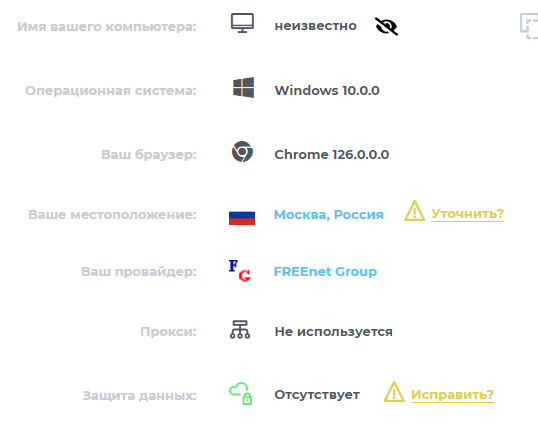 Имя вашего компьютера: неизвестно
Операционная система: Windows 10.0.0
Ваш браузер: Chrome 126.0.0.0
Ваше местоположение: Москва, Россия Уточнить?
Ваш провайдер: FG FREEnet Group
Прокси: Не используется
Защита данных: Отсутствует Исправить?